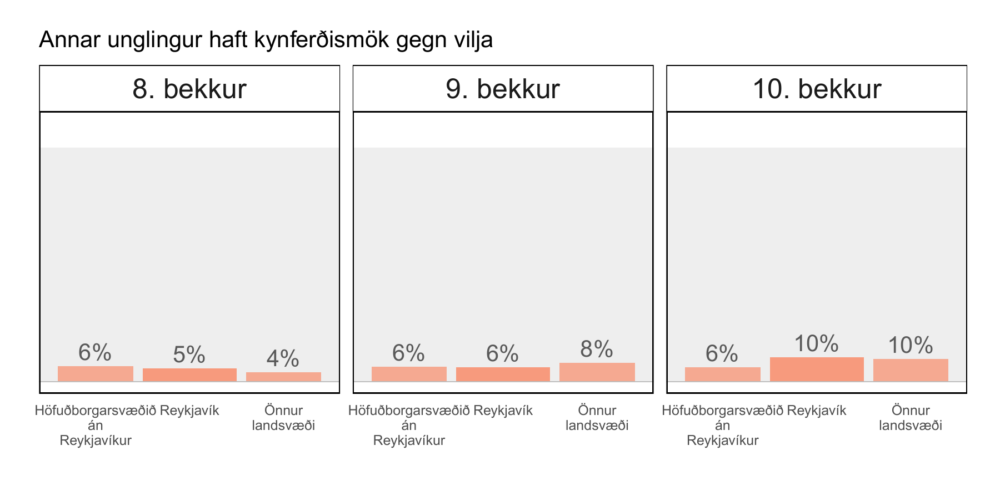 Annar unglingur haft kynferðismök gegn vilja
8. bekkur
9. bekkur
10. bekkur
6%
5%
4%
6%
6%
8%
6%
10%
10%
Höfuðborgarsvæðið
án
Reykjavíkur
Reykjavík
Önnur
landsvæði
Höfuðborgarsvæðið
án
Reykjavíkur
Reykjavík
Önnur
landsvæði
Höfuðborgarsvæðið
án
Reykjavíkur
Reykjavík
Önnur
landsvæði